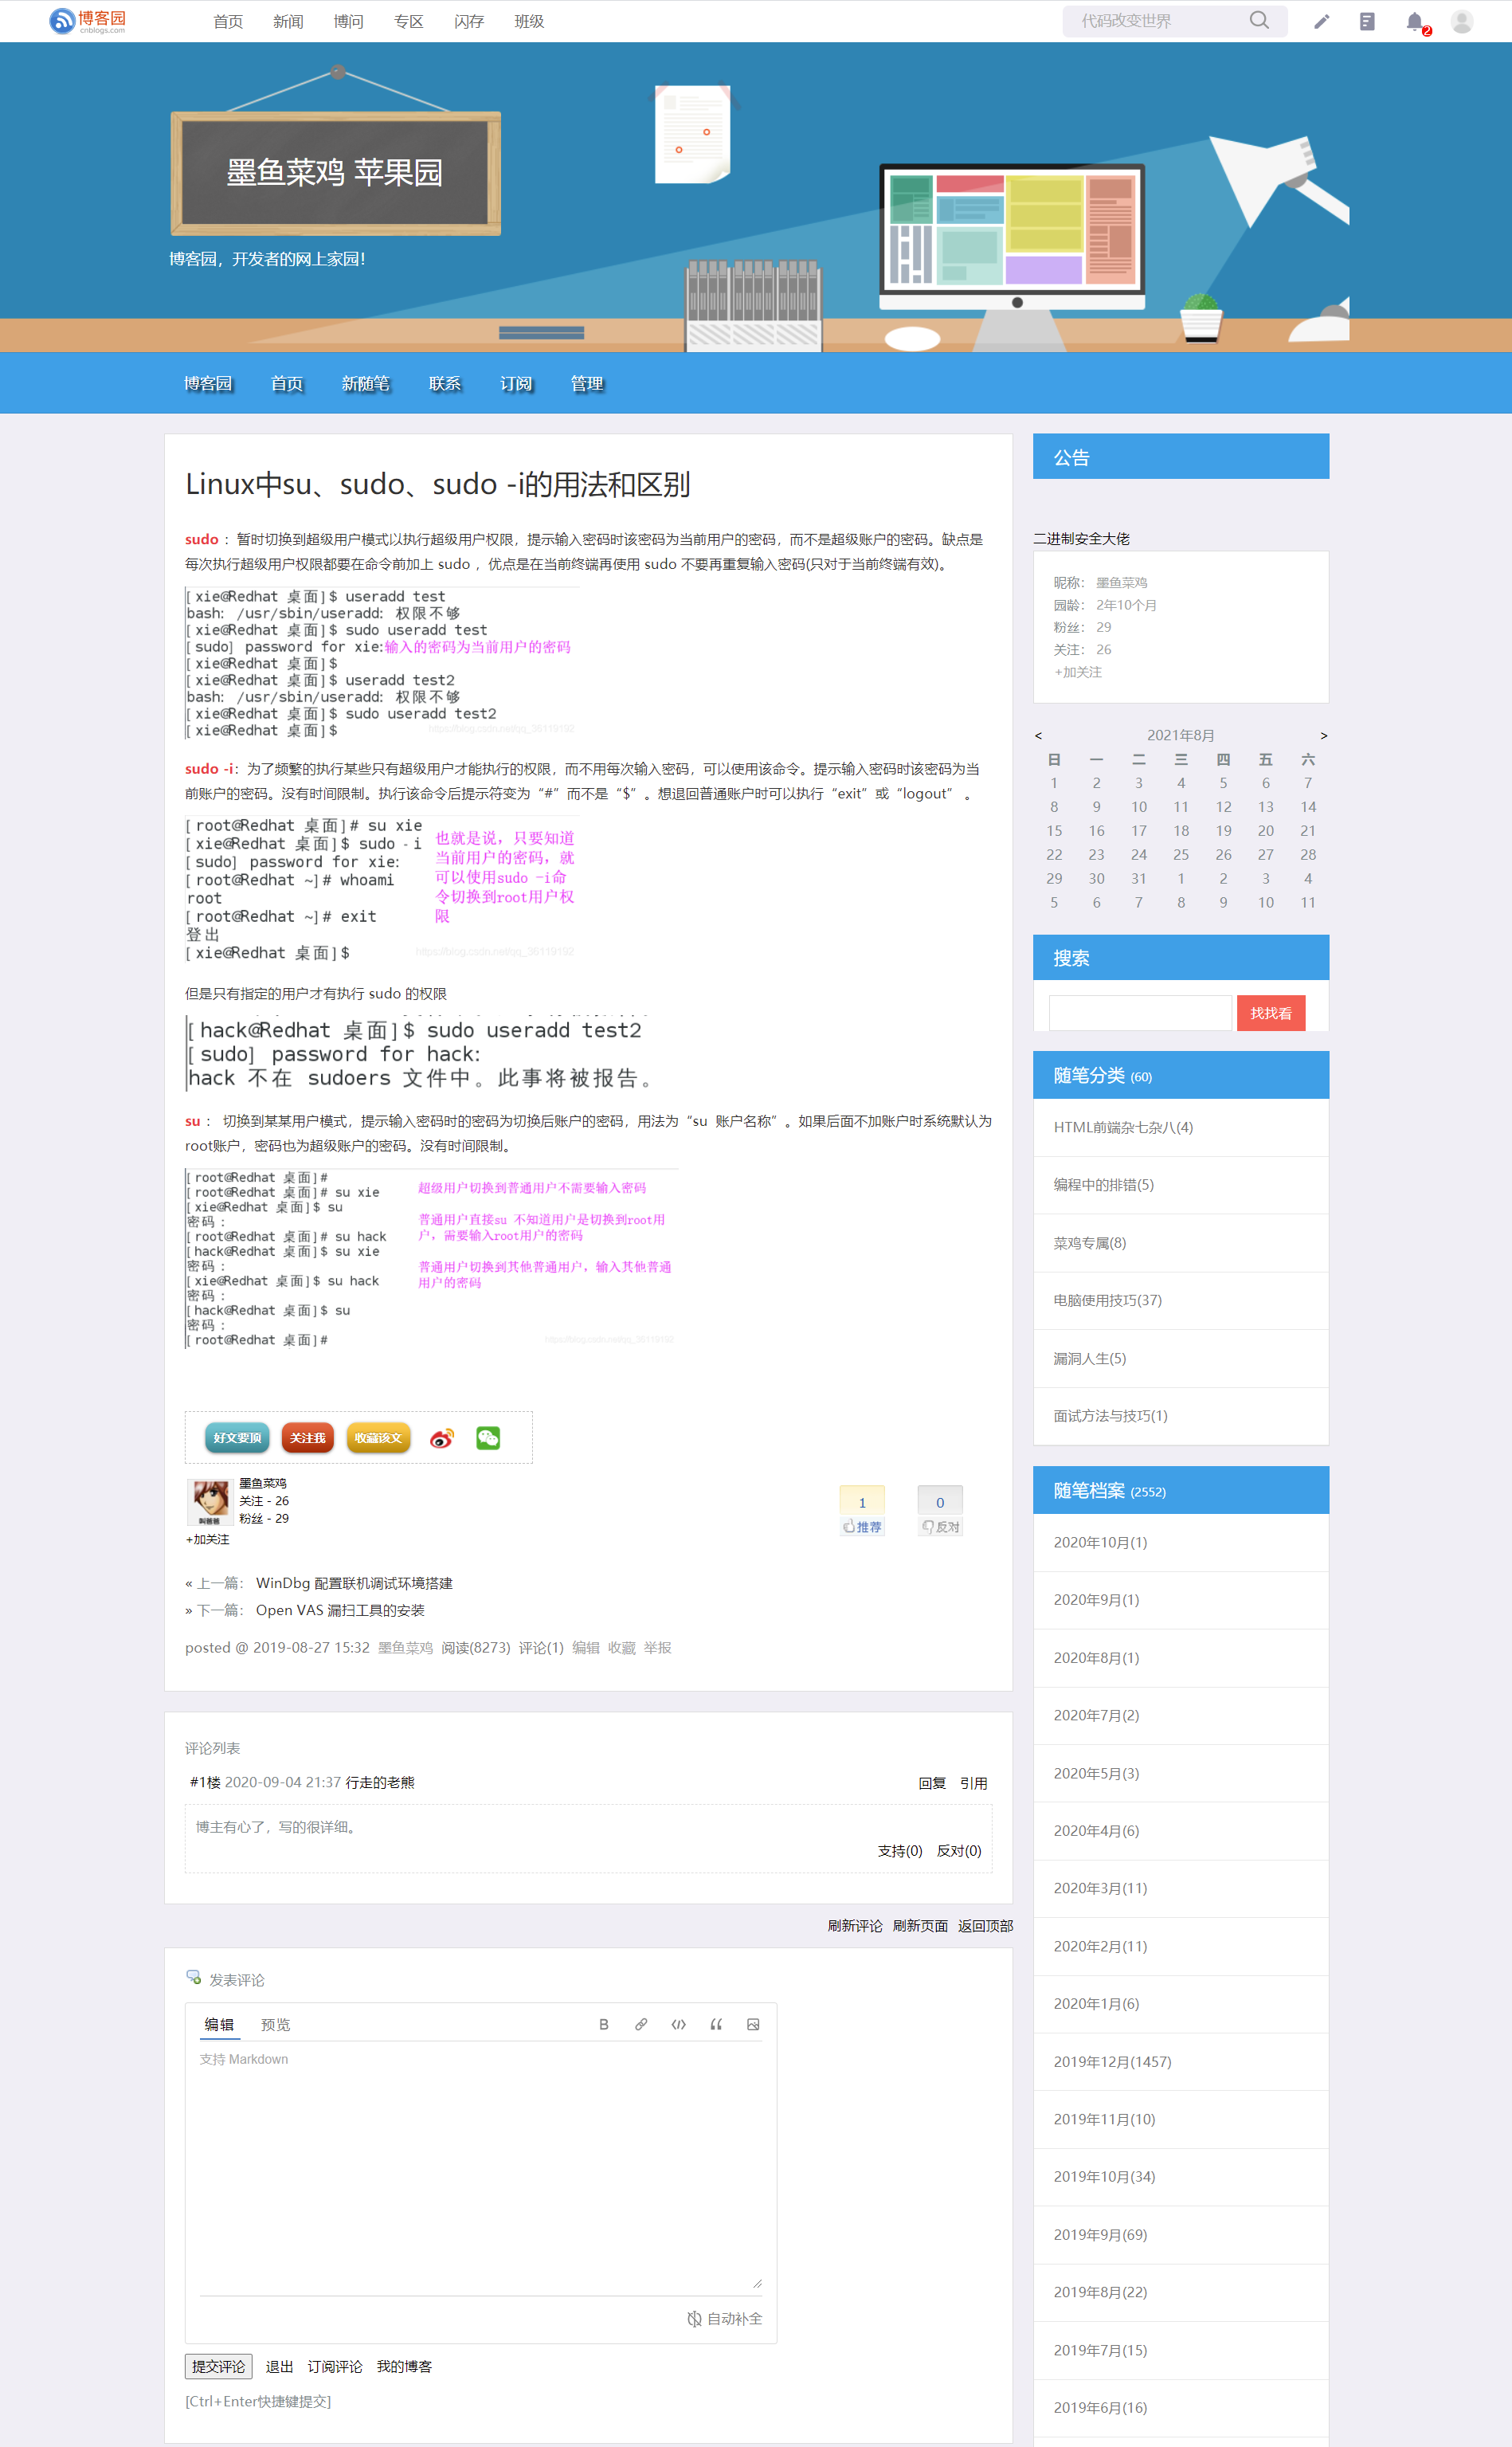 博客园
cnblogs.com
首页 新闻 博问 专区 闪存 班级
代码改变世界
2
墨鱼菜鸡 苹果园
博客园，开发者的网上家园！
博客园 首页 新随笔 联系 订阅 管理
Linux中su、sudo、sudo -i的用法和区别
sudo ：暂时切换到超级用户模式以执行超级用户权限，提示输入密码时该密码为当前用户的密码，而不是超级账户的密码。缺点是
每次执行超级用户权限都要在命令前加上 sudo ，优点是在当前终端再使用 sudo 不要再重复输入密码(只对于当前终端有效)。
[xie@Redhat 桌面]$ useradd test
bash: /usr/sbin/useradd: 权限不够
[xie@Redhat 桌面]$ sudo useradd test
[sudo] password for xie:输入的密码为当前用户的密码
[xie@Redhat 桌面]$
[xie@Redhat 桌面]$ useradd test2
bash: /usr/sbin/useradd: 权限不够
[xie@Redhat 桌面]$ sudo useradd test2
[xie@Redhat 桌面]$
https://blog.csdn.net/qq_36119192
sudo -i：为了频繁的执行某些只有超级用户才能执行的权限，而不用每次输入密码，可以使用该命令。提示输入密码时该密码为当
前账户的密码。没有时间限制。执行该命令后提示符变为“#”而不是“$”。想退回普通账户时可以执行“exit”或“logout” 。
[root@Redhat 桌面]# su xie
[xie@Redhat 桌面]$ sudo -i
[sudo] password for xie:
[root@Redhat ~]# whoami
root
[root@Redhat ~]# exit
登出
[xie@Redhat 桌面]$
也就是说，只要知道
当前用户的密码，就
可以使用sudo -i命
令切换到root用户权
限
https://blog.csdn.net/qq_36119192
但是只有指定的用户才有执行 sudo 的权限
[hack@Redhat 桌面]$ sudo useradd test2
[sudo] password for hack:
hack 不在 sudoers 文件中。此事将被报告。
su ： 切换到某某用户模式，提示输入密码时的密码为切换后账户的密码，用法为“su 账户名称”。如果后面不加账户时系统默认为
root账户，密码也为超级账户的密码。没有时间限制。
[root@Redhat 桌面]#
[root@Redhat 桌面]# su xie
[xie@Redhat 桌面]$ su
密码：
[root@Redhat 桌面]# su hack
[hack@Redhat 桌面]$ su xie
密码：
[xie@Redhat 桌面]$ su hack
密码：
[hack@Redhat 桌面]$ su
密码：
[root@Redhat 桌面]#
超级用户切换到普通用户不需要输入密码
普通用户直接su 不知道用户是切换到root用
户，需要输入root用户的密码
普通用户切换到其他普通用户，输入其他普通
用户的密码
https://blog.csdn.net/qq_36119192
好文要顶 关注我 收藏该文
叫爸爸
墨鱼菜鸡
关注 - 26
粉丝 - 29
+加关注
1 0
推荐 反对
« 上一篇： WinDbg 配置联机调试环境搭建
» 下一篇： Open VAS 漏扫工具的安装
posted @ 2019-08-27 15:32 墨鱼菜鸡 阅读(8273) 评论(1) 编辑 收藏 举报
评论列表
#1楼 2020-09-04 21:37 行走的老熊 回复 引用
博主有心了，写的很详细。
支持(0) 反对(0)
刷新评论 刷新页面 返回顶部
发表评论
编辑 预览
支持 Markdown
自动补全
提交评论 退出 订阅评论 我的博客
[Ctrl+Enter快捷键提交]
公告
二进制安全大佬
昵称： 墨鱼菜鸡
园龄： 2年10个月
粉丝： 29
关注： 26
+加关注
< 2021年8月 >
日 一 二 三 四 五 六
1 2 3 4 5 6 7
8 9 10 11 12 13 14
15 16 17 18 19 20 21
22 23 24 25 26 27 28
29 30 31 1 2 3 4
5 6 7 8 9 10 11
搜索
找找看
随笔分类 (60)
HTML前端杂七杂八(4)
编程中的排错(5)
菜鸡专属(8)
电脑使用技巧(37)
漏洞人生(5)
面试方法与技巧(1)
随笔档案 (2552)
2020年10月(1)
2020年9月(1)
2020年8月(1)
2020年7月(2)
2020年5月(3)
2020年4月(6)
2020年3月(11)
2020年2月(11)
2020年1月(6)
2019年12月(1457)
2019年11月(10)
2019年10月(34)
2019年9月(69)
2019年8月(22)
2019年7月(15)
2019年6月(16)